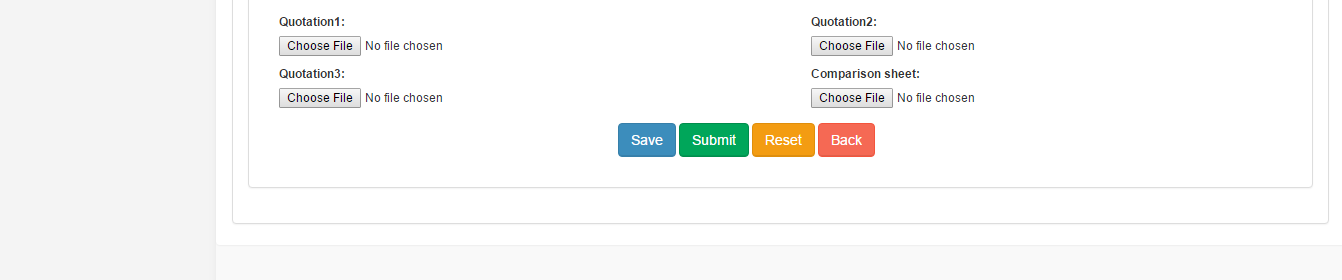 Quotation1: Quotation2:
Choose File No file chosen Choose File No file chosen
Quotation3: Comparison sheet:
Choose File No file chosen Choose File No file chosen
Save Submit Reset Back